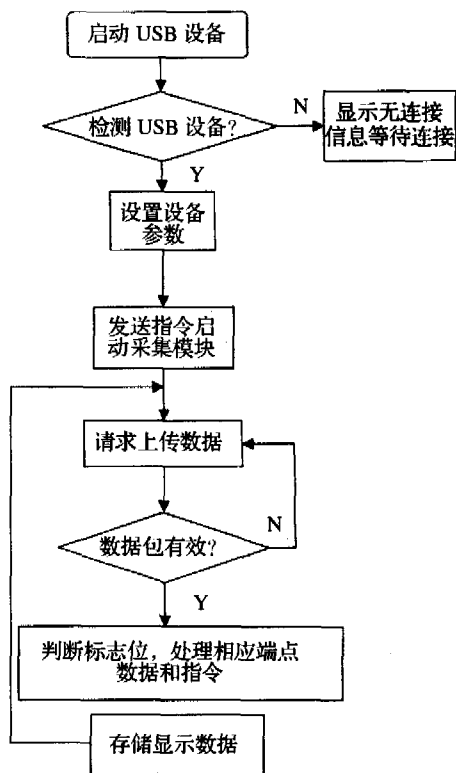 启动 USB 设备
检测 USB 设备?
N
显示无连接
信息等待连接
Y
设置设备
参数
发送指令启
动采集模块
请求上传数据
N
数据包有效?
Y
判断标志位，处理相应端点
数据和指令
存储显示数据